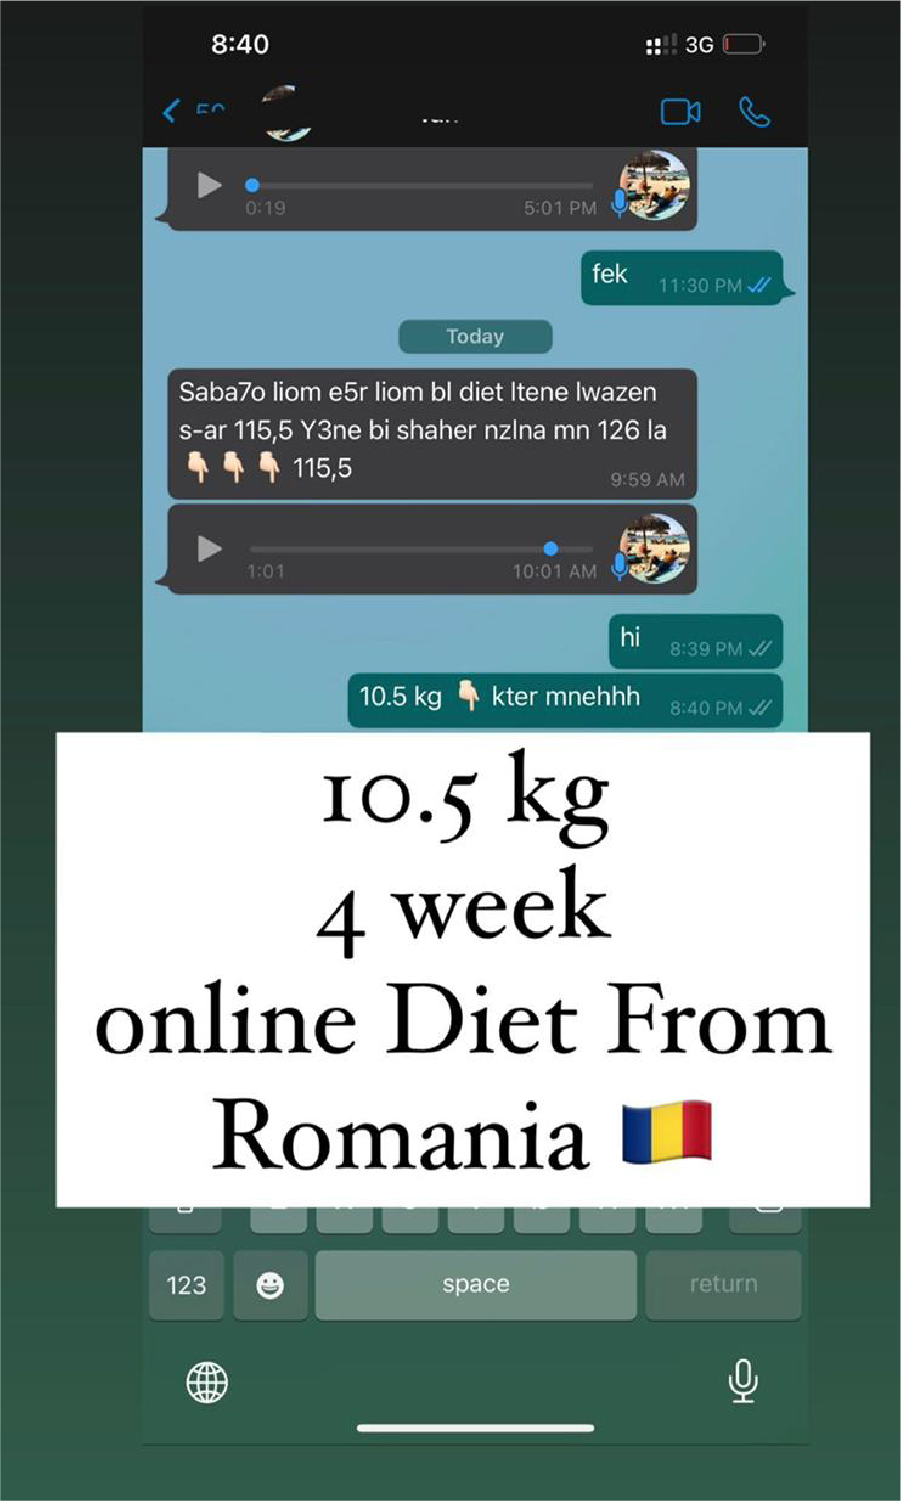 8:40
3G
0:19
5:01 PM
fek
11:30 PM
Today
Saba7o liom e5r liom bl diet ltene lwazen
s-ar 115,5 Y3ne bi shaher nzlna mn 126 la
👇🏻 👇🏻 👇🏻 115,5
9:59 AM
1:01
10:01 AM
hi
8:39 PM
10.5 kg 👇🏻 kter mnehhh
8:40 PM
10.5 kg
4 week
online Diet From
Romania 🇷🇴
123
space
return